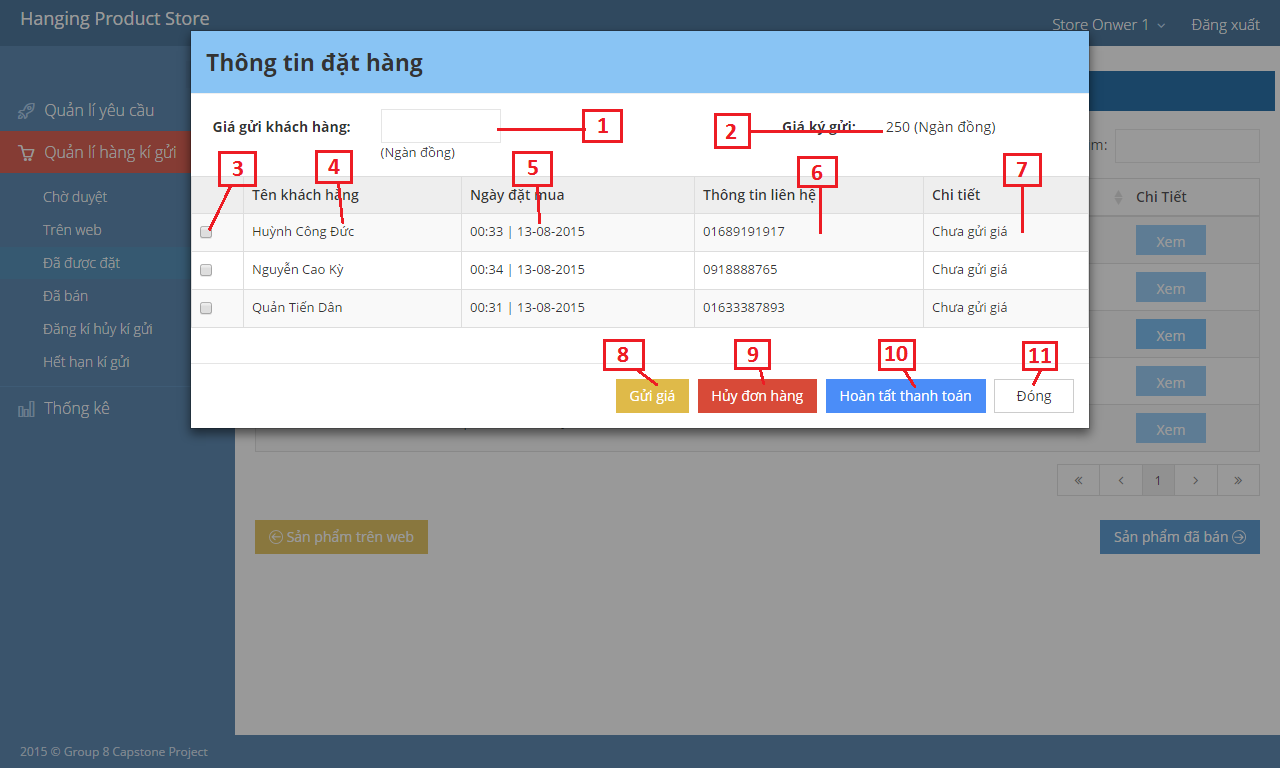 Hanging Product Store
Store Onwer 1
Đăng xuất
Thông tin đặt hàng
Quản lí yêu cầu
Quản lí hàng kí gửi
Chờ duyệt
Trên web
Đã được đặt
Đã bán
Đăng kí hủy kí gửi
Hết hạn kí gửi
Thống kê
Giá gửi khách hàng:
1
(Ngàn đồng)
2
Giá ký gửi:
250 (Ngàn đồng)
3
4
5
6
7
Tên khách hàng
Ngày đặt mua
Thông tin liên hệ
Chi tiết
Huỳnh Công Đức
00:33 | 13-08-2015
01689191917
Chưa gửi giá
Nguyễn Cao Kỳ
00:34 | 13-08-2015
0918888765
Chưa gửi giá
Quản Tiến Dân
00:31 | 13-08-2015
01633387893
Chưa gửi giá
8
9
10
11
Gửi giá
Hủy đơn hàng
Hoàn tất thanh toán
Đóng
Chi Tiết
Xem
Xem
Xem
Xem
Xem
«
‹
1
›
»
Sản phẩm trên web
Sản phẩm đã bán
2015 © Group 8 Capstone Project